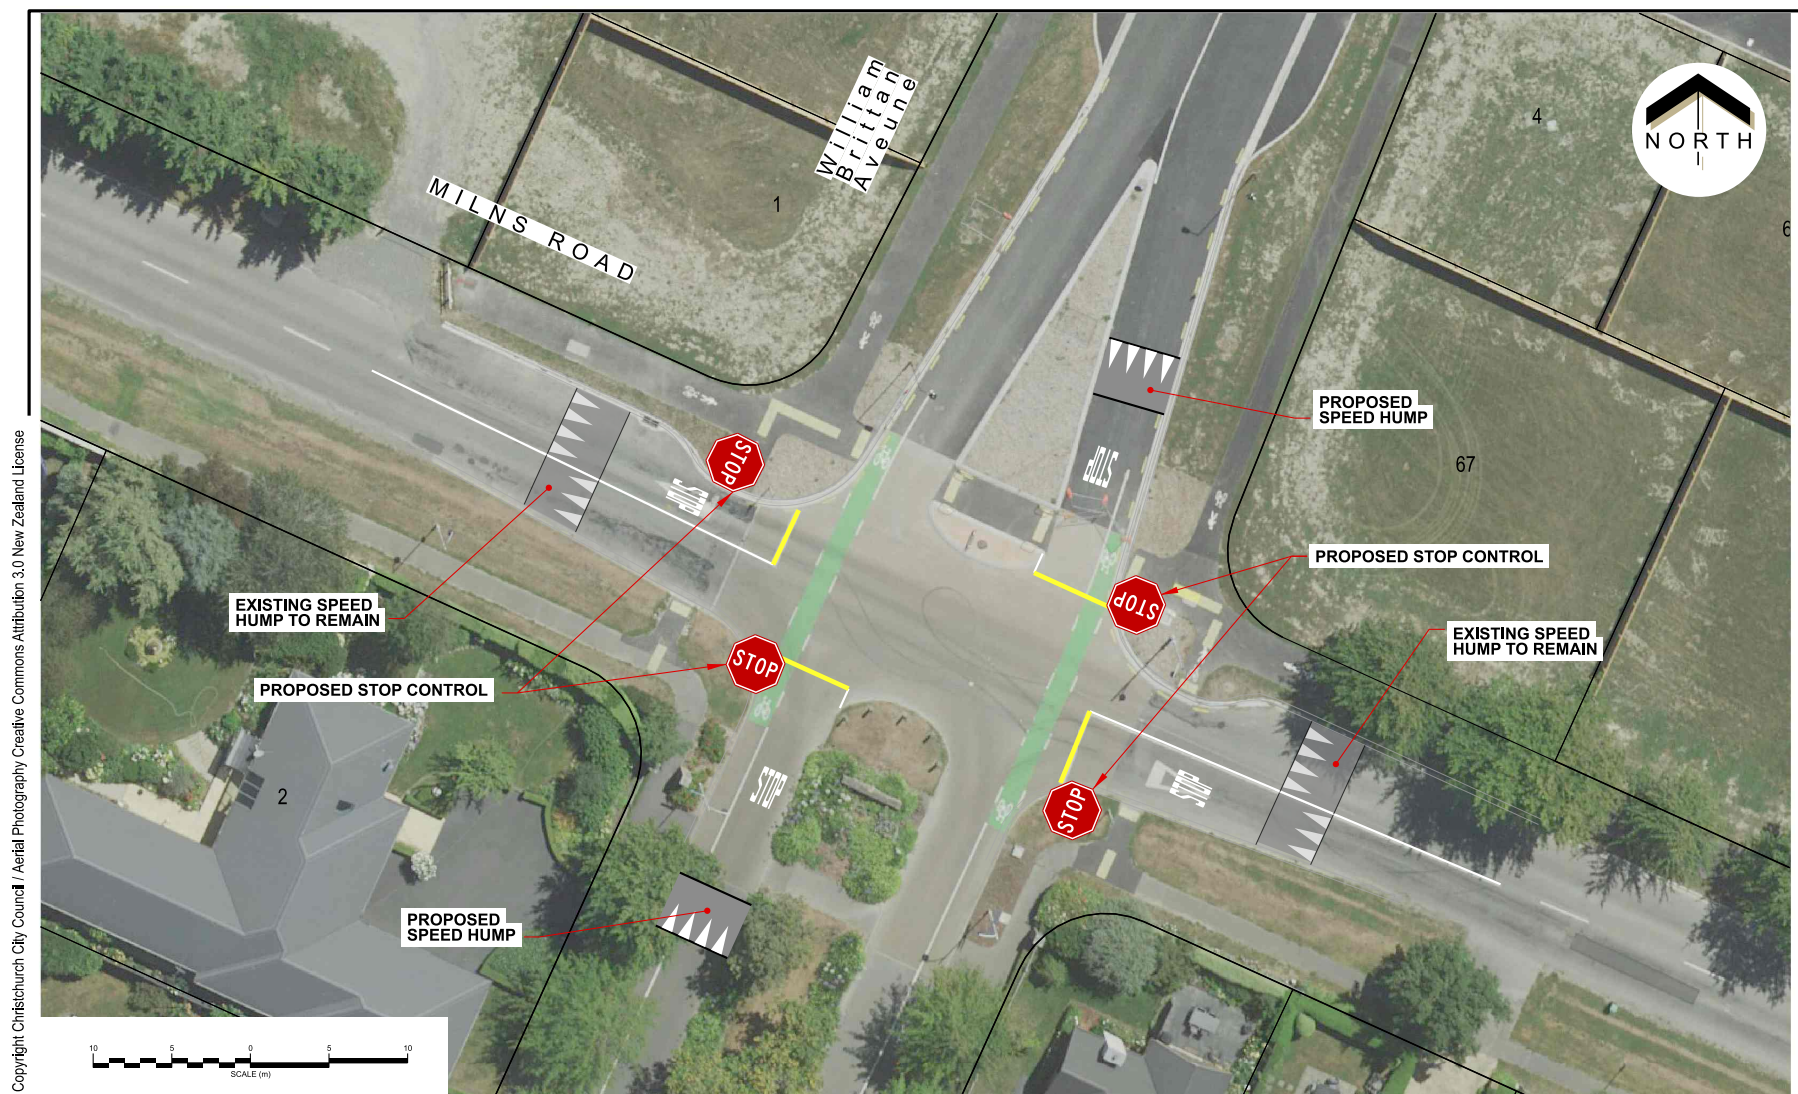 William
Brittan
Aveune
MILNS ROAD
NORTH
1
4
6
67
2
PROPOSED
SPEED HUMP
STOP
STOP
STOP
PROPOSED STOP CONTROL
STOP
EXISTING SPEED
HUMP TO REMAIN
EXISTING SPEED
HUMP TO REMAIN
STOP
PROPOSED STOP CONTROL
STOP
STOP
STOP
PROPOSED
SPEED HUMP
10 5 0 5 10
SCALE (m)
Copyright Christchurch City Council / Aerial Photography Creative Commons Attribution 3.0 New Zealand License